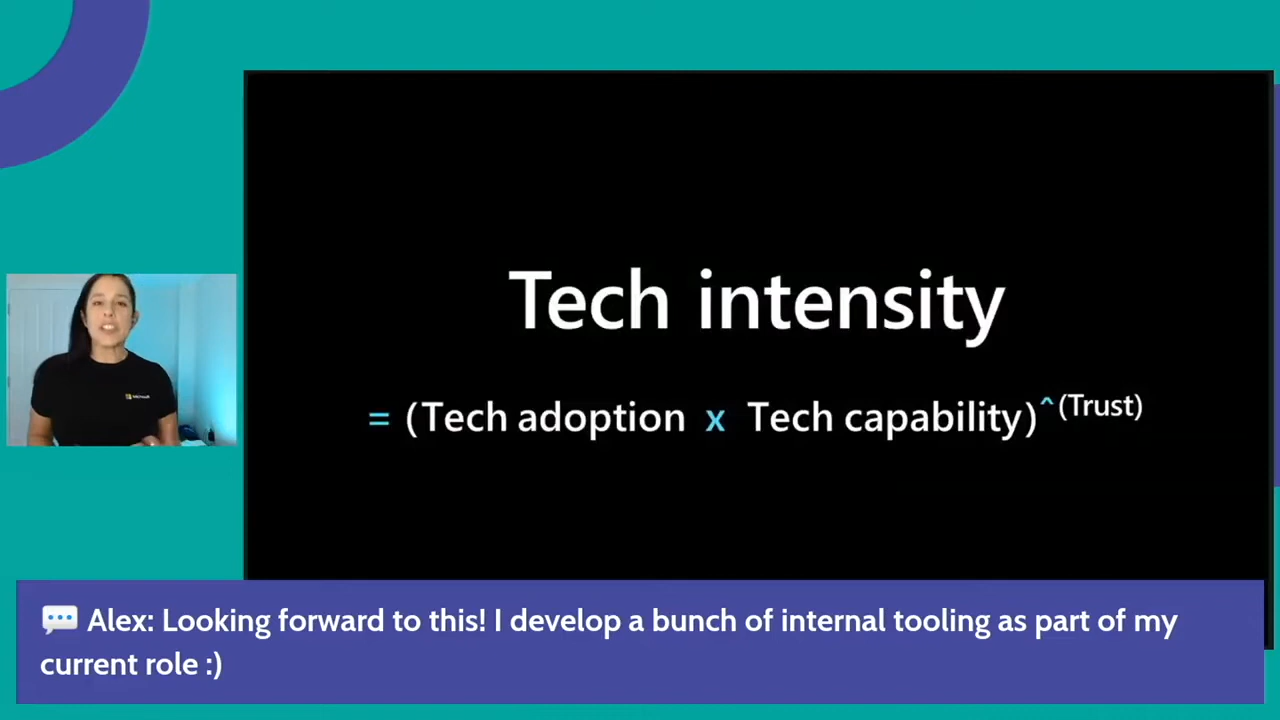 Tech intensity
= (Tech adoption x Tech capability)^(Trust)
Microsoft
💬 Alex: Looking forward to this! I develop a bunch of internal tooling as part of my
current role :)